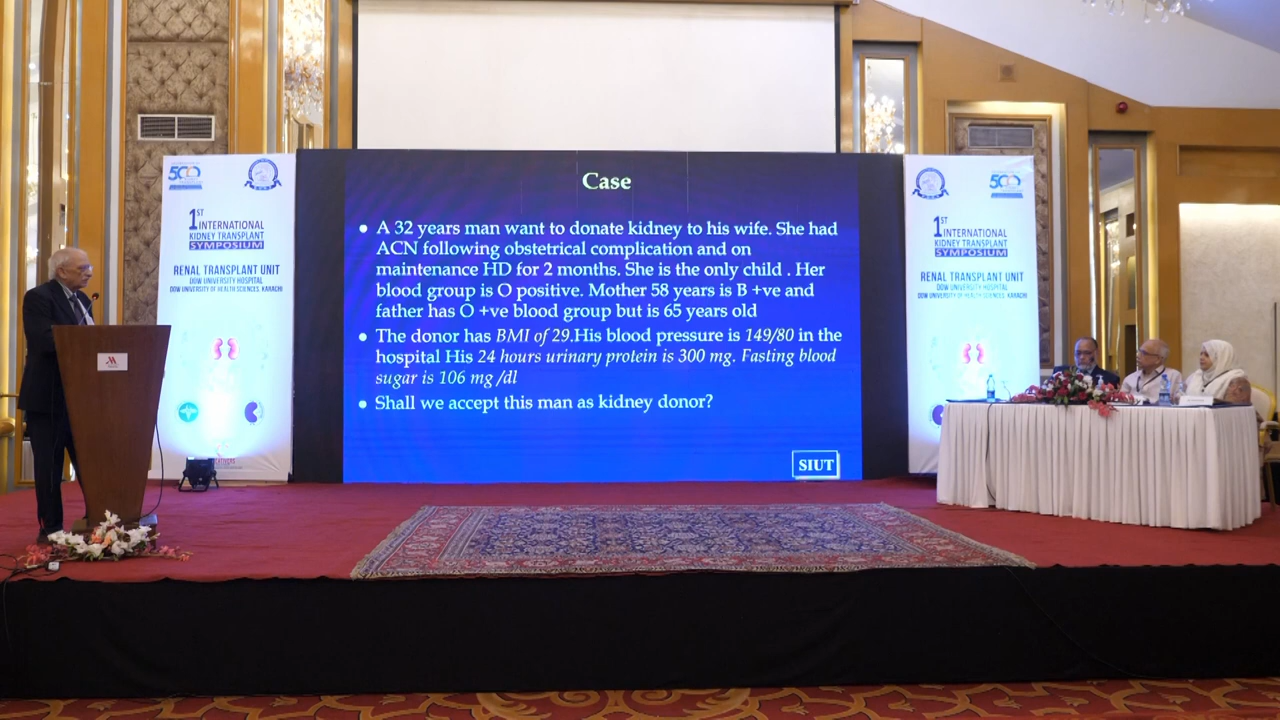 Case
• A 32 years man want to donate kidney to his wife. She had
ACN following obstetrical complication and on
maintenance HD for 2 months. She is the only child . Her
blood group is O positive. Mother 58 years is B +ve and
father has O +ve blood group but is 65 years old
• The donor has BMI of 29.His blood pressure is 149/80 in the
hospital His 24 hours urinary protein is 300 mg. Fasting blood
sugar is 106 mg/dl
• Shall we accept this man as kidney donor?
SIUT
500
1ST
INTERNATIONAL
KIDNEY TRANSPLANT
SYMPOSIUM
RENAL TRANSPLANT UNIT
DOW UNIVERSITY HOSPITAL
DOW UNIVERSITY OF HEALTH SCIENCES, KARACHI
500
1ST
INTERNATIONAL
KIDNEY TRANSPLANT
SYMPOSIUM
RENAL TRANSPLANT UNIT
DOW UNIVERSITY HOSPITAL
DOW UNIVERSITY OF HEALTH SCIENCES, KARACHI